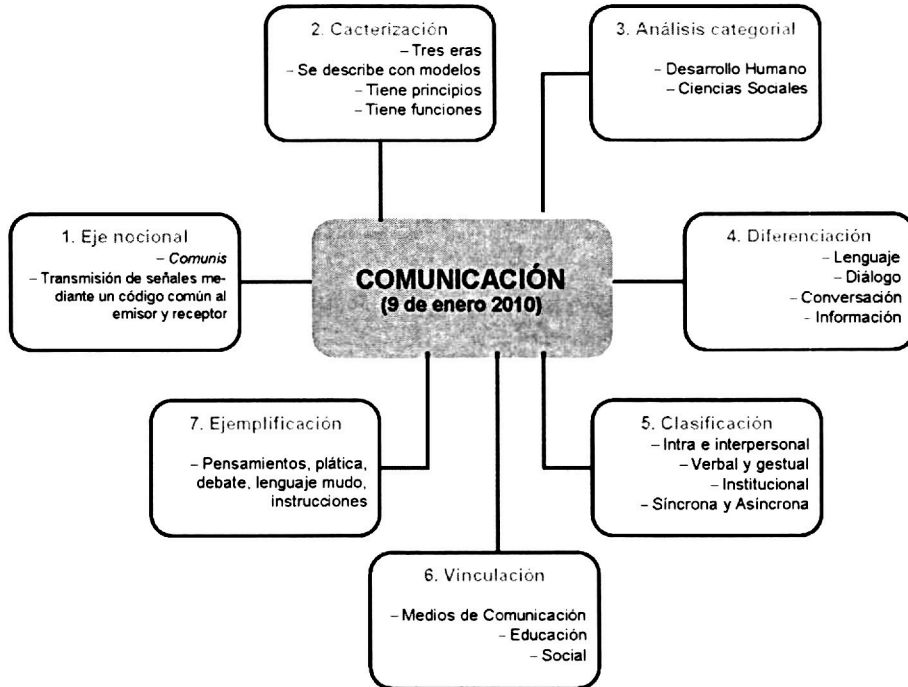 2. Cacterización
– Tres eras
– Se describe con modelos
– Tiene principios
– Tiene funciones
3. Análisis categorial
– Desarrollo Humano
– Ciencias Sociales
1. Eje nocional
– Comunis
– Transmisión de señales me-
diante un código común al
emisor y receptor
COMUNICACIÓN
(9 de enero 2010)
4. Diferenciación
– Lenguaje
– Diálogo
– Conversación
– Información
7. Ejemplificación
– Pensamientos, plática,
debate, lenguaje mudo,
instrucciones
5. Clasificación
– Intra e interpersonal
– Verbal y gestual
– Institucional
– Síncrona y Asíncrona
6. Vinculación
– Medios de Comunicación
– Educación
– Social